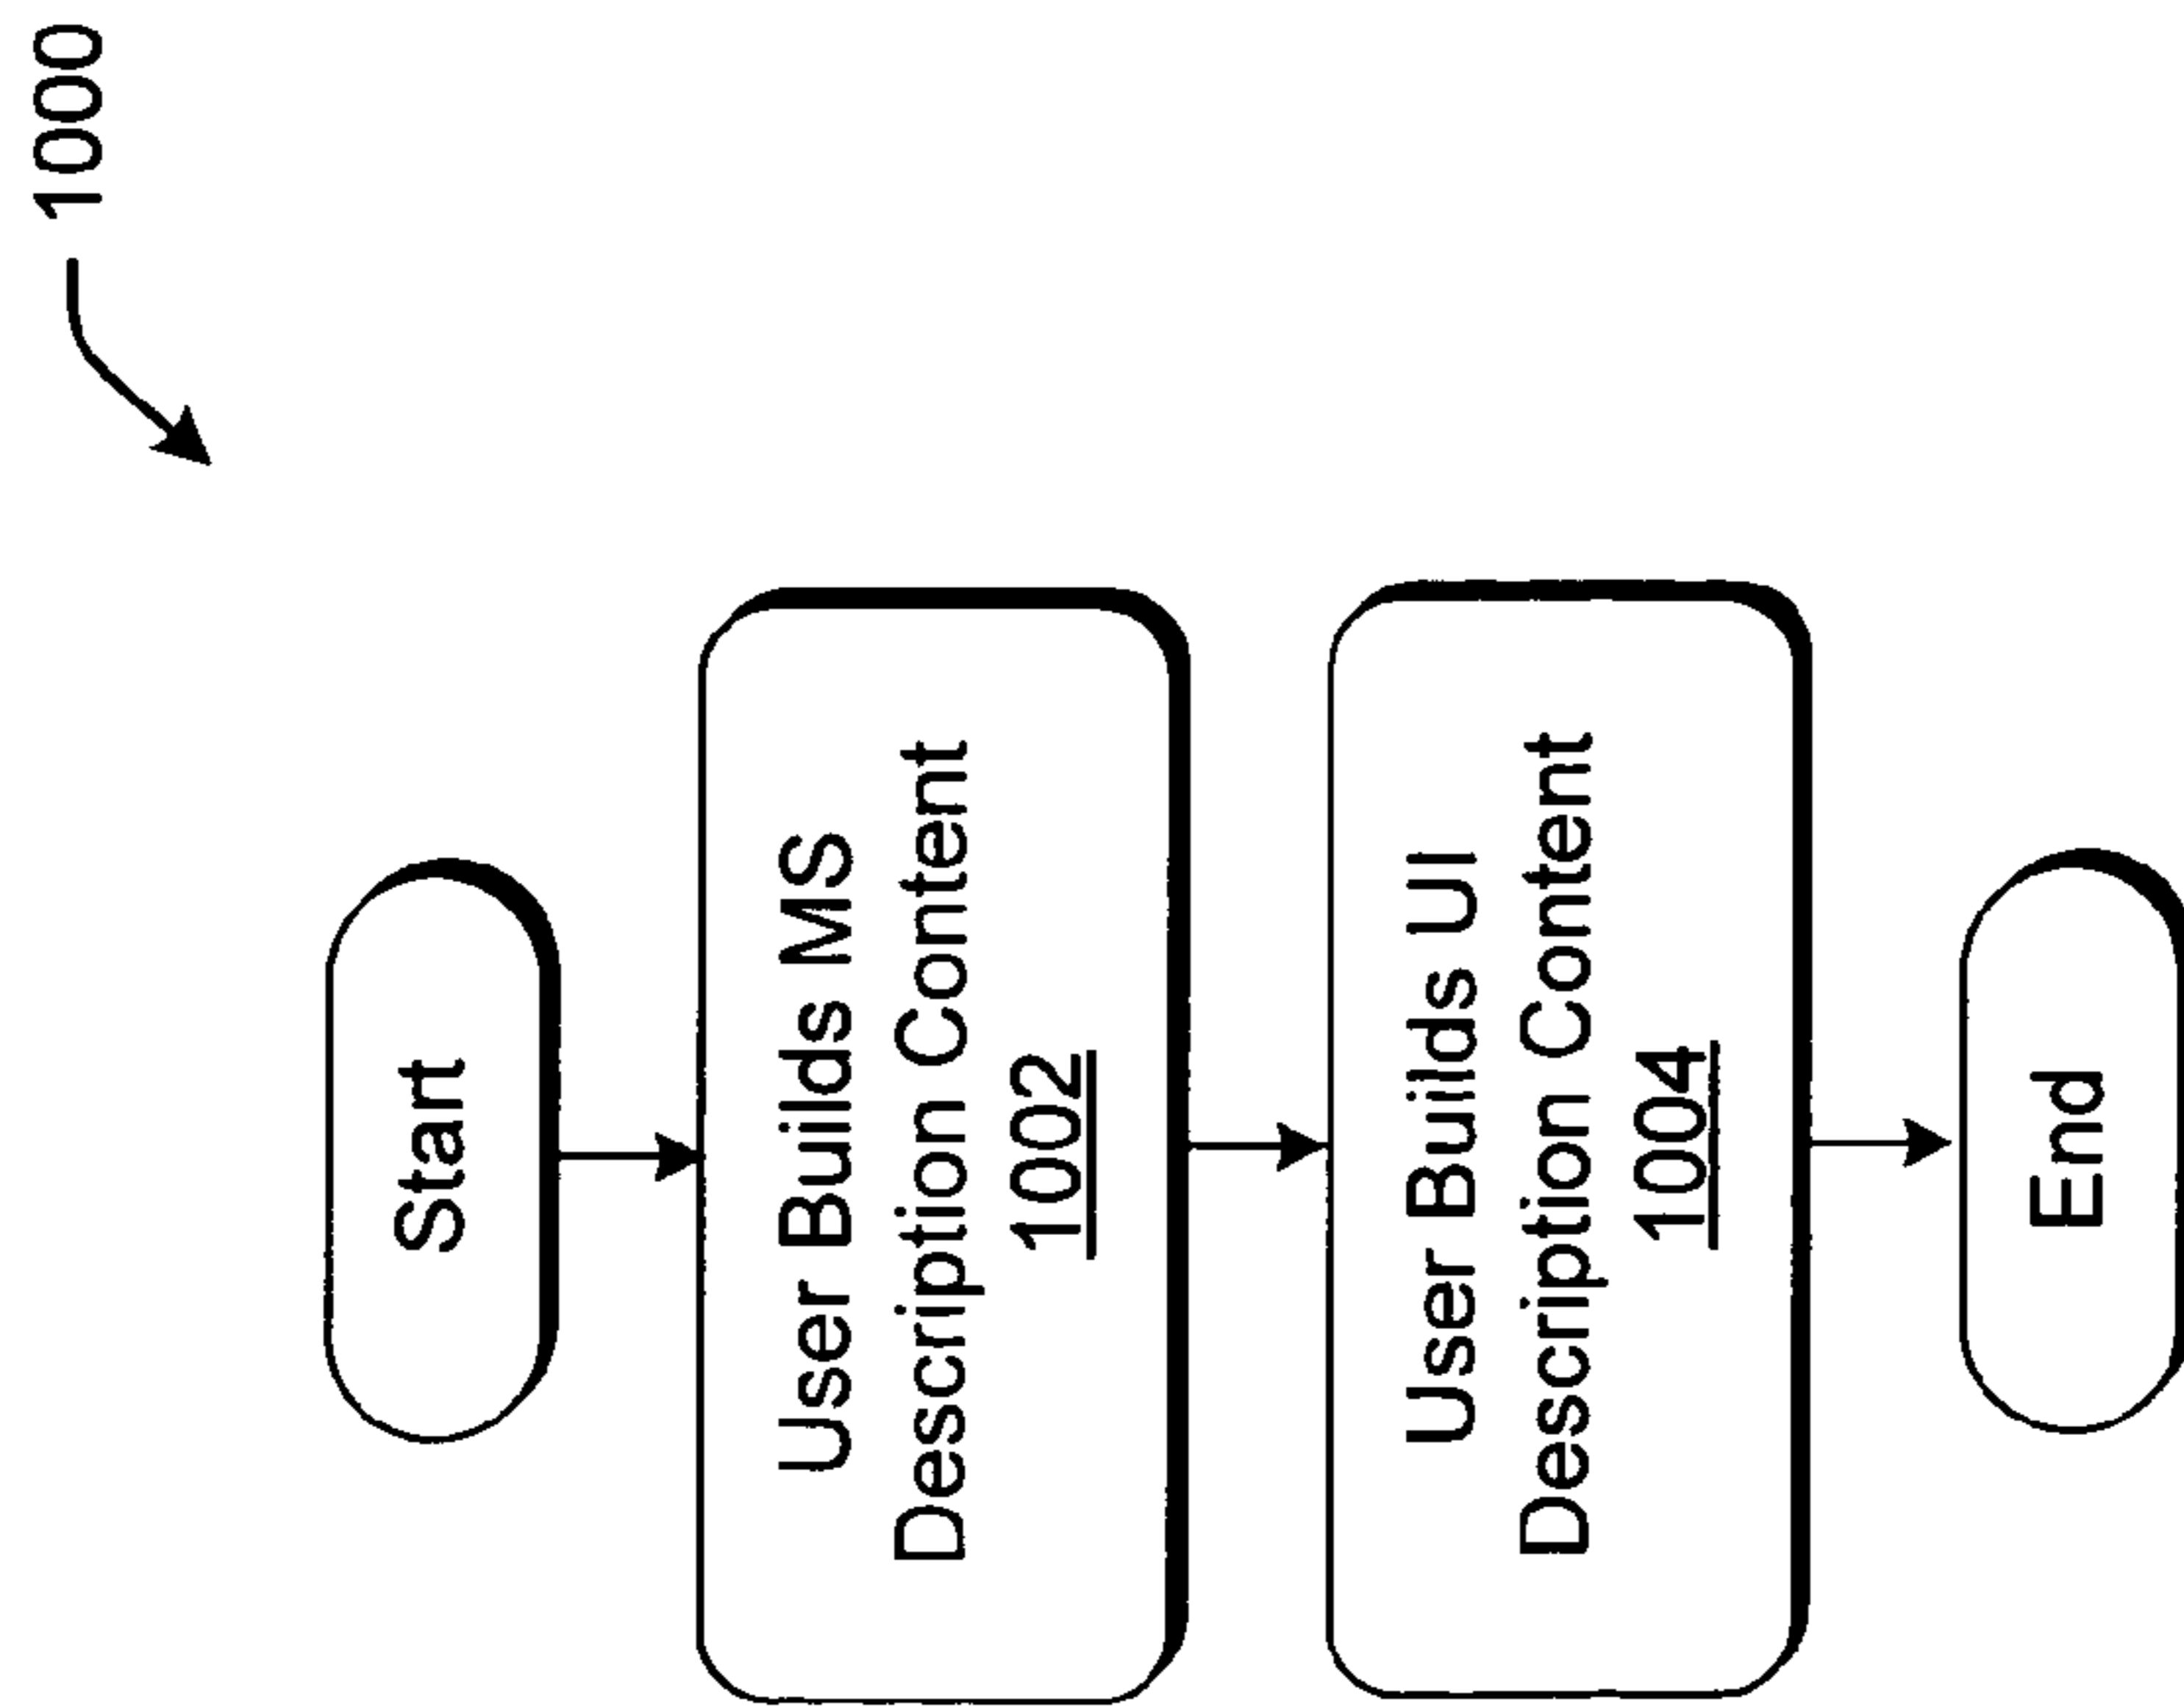 1000
Start
User Builds MS
Description Content
1002
User Builds UI
Description Content
1004
End